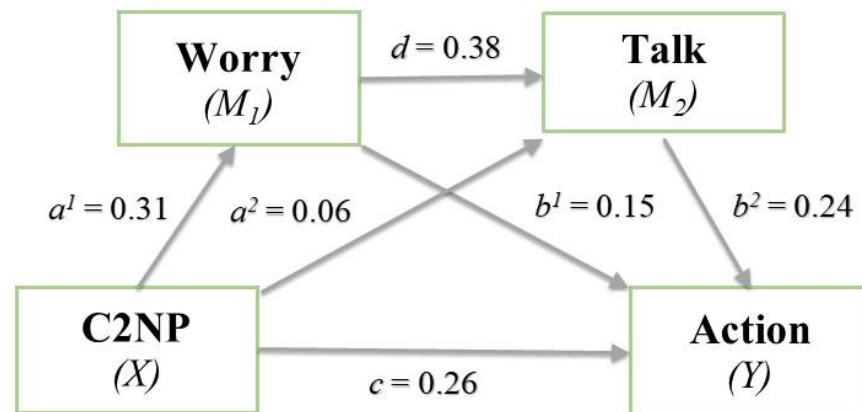 Worry
(M₁)
d = 0.38
Talk
(M₂)
a¹ = 0.31
a² = 0.06
b¹ = 0.15
b² = 0.24
C2NP
(X)
c = 0.26
Action
(Y)